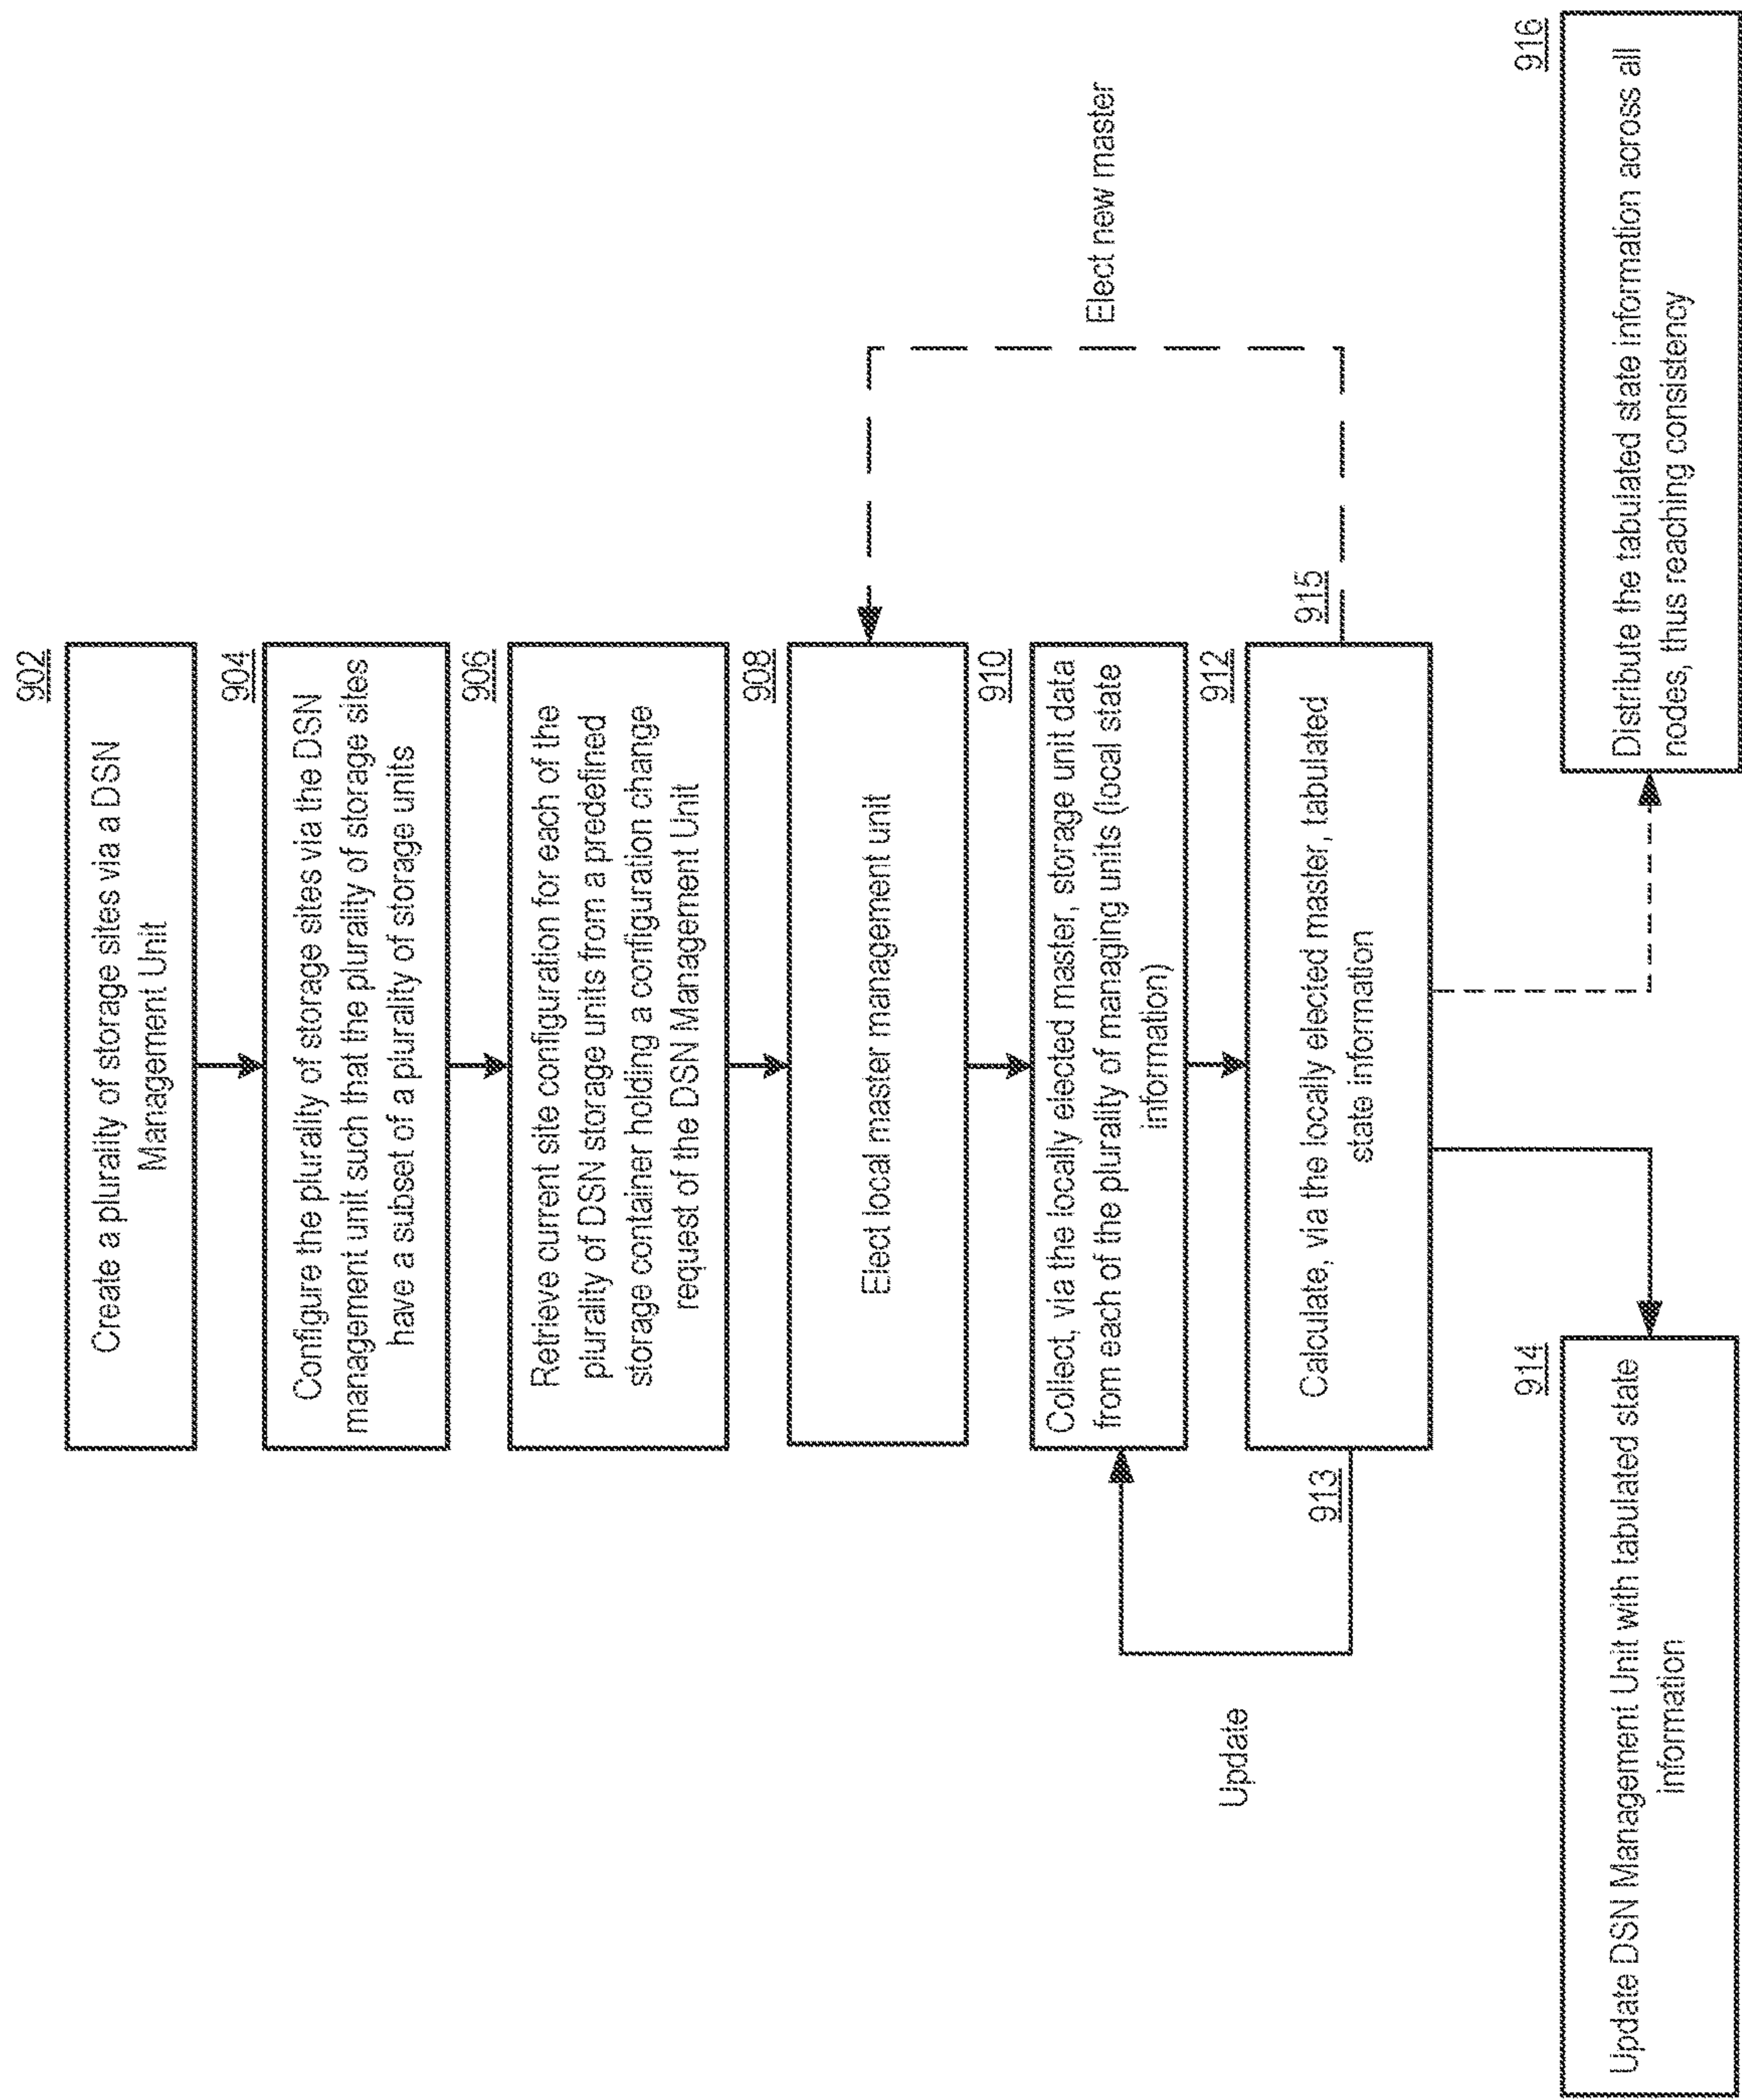 902
Create a plurality of storage sites via a DSN
Management Unit
904
Configure the plurality of storage sites via the DSN
management unit such that the plurality of storage sites
have a subset of a plurality of storage units
906
Retrieve current site configuration for each of the
plurality of DSN storage units from a predefined
storage container holding a configuration change
request of the DSN Management Unit
908
Elect local master management unit
Elect new master
910
Collect, via the locally elected master, storage unit data
from each of the plurality of managing units (local state
information)
Update
912
Calculate, via the locally elected master, tabulated
state information
913
915
914
Update DSN Management Unit with tabulated state
information
916
Distribute the tabulated state information across all
nodes, thus reaching consistency